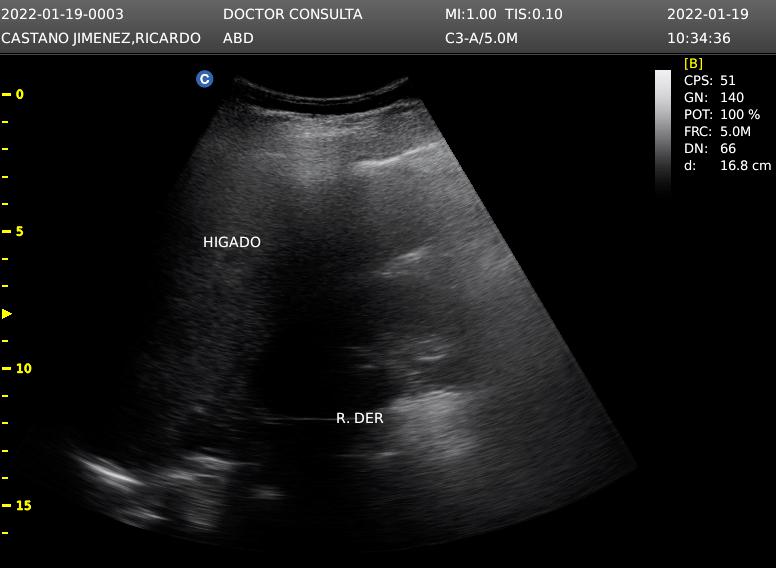 2022-01-19-0003 DOCTOR CONSULTA MI:1.00 TIS:0.10 2022-01-19
CASTANO JIMENEZ,RICARDO ABD C3-A/5.0M 10:34:36
C
[B]
CPS: 51
GN: 140
POT: 100 %
FRC: 5.0M
DN: 66
d: 16.8 cm
0
5
HIGADO
10
R. DER
15